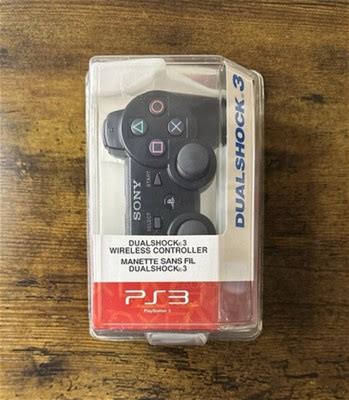 DUALSHOCK 3
SONY
START
SELECT
DUALSHOCK®3
WIRELESS CONTROLLER
MANETTE SANS FIL
DUALSHOCK®3
PS3
PlayStation 3